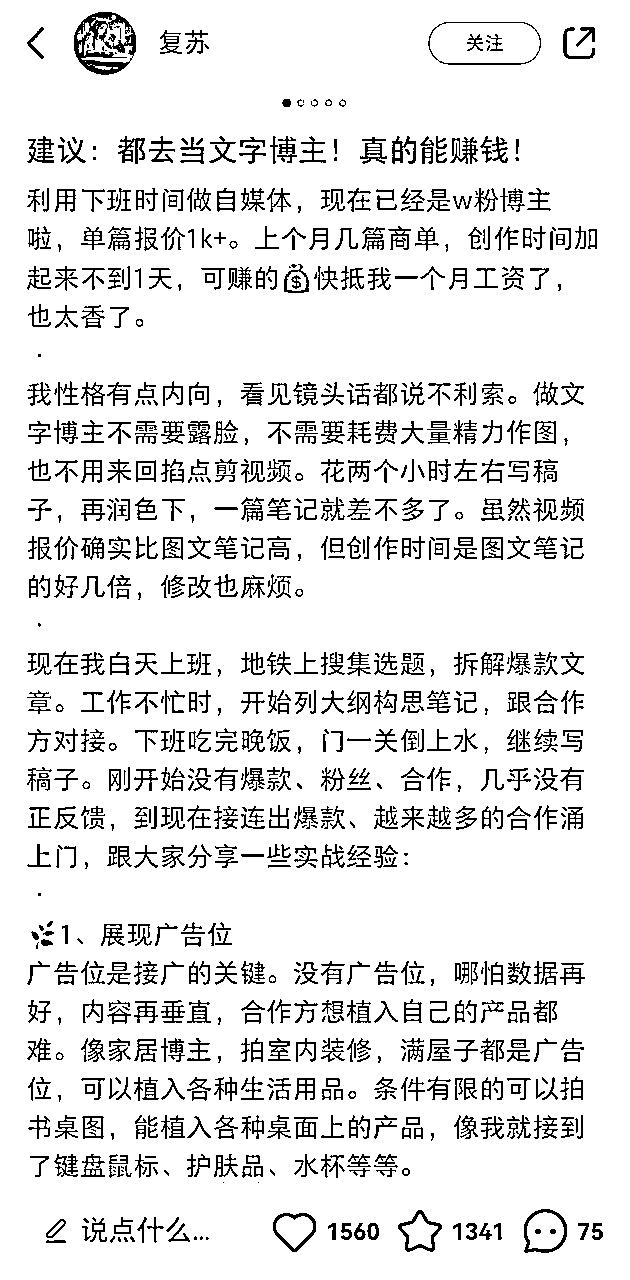 复苏
关注
建议：都去当文字博主！真的能赚钱！
利用下班时间做自媒体，现在已经是w粉博主
啦，单篇报价1k+。上个月几篇商单，创作时间加
起来不到1天，可赚的💰快抵我一个月工资了，
也太香了。
·
我性格有点内向，看见镜头话都说不利索。做文
字博主不需要露脸，不需要耗费大量精力作图，
也不用来回掐点剪视频。花两个小时左右写稿
子，再润色下，一篇笔记就差不多了。虽然视频
报价确实比图文笔记高，但创作时间是图文笔记
的好几倍，修改也麻烦。
·
现在我白天上班，地铁上搜集选题，拆解爆款文
章。工作不忙时，开始列大纲构思笔记，跟合作
方对接。下班吃完晚饭，门一关倒上水，继续写
稿子。刚开始没有爆款、粉丝、合作，几乎没有
正反馈，到现在接连出爆款、越来越多的合作涌
上门，跟大家分享一些实战经验：
·
🌿1、展现广告位
广告位是接广的关键。没有广告位，哪怕数据再
好，内容再垂直，合作方想植入自己的产品都
难。像家居博主，拍室内装修，满屋子都是广告
位，可以植入各种生活用品。条件有限的可以拍
书桌图，能植入各种桌面上的产品，像我就接到
了键盘鼠标、护肤品、水杯等等。
说点什么...
1560
1341
75